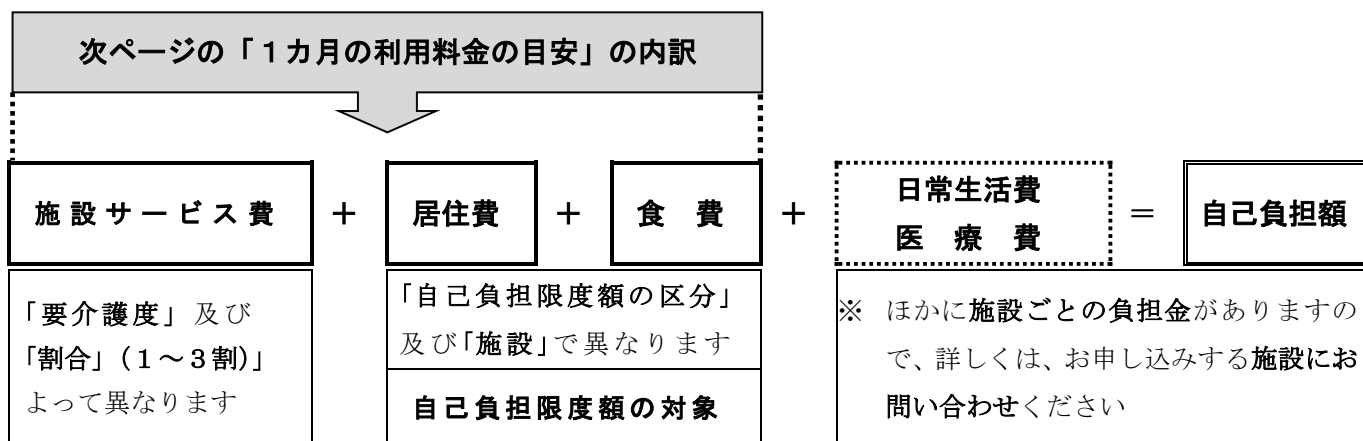 次ページの「１カ月の利用料金の目安」の内訳
施設サービス費 ＋ 居住費 ＋ 食　費 ＋ 日常生活費 ＝ 自己負担額
医　療　費
「要介護度」及び
「割合」（１～３割）」
よって異なります
「自己負担限度額の区分」
及び「施設」で異なります
自己負担限度額の対象
※　ほかに施設ごとの負担金がありますの
で、詳しくは、お申し込みする施設にお
問い合わせください